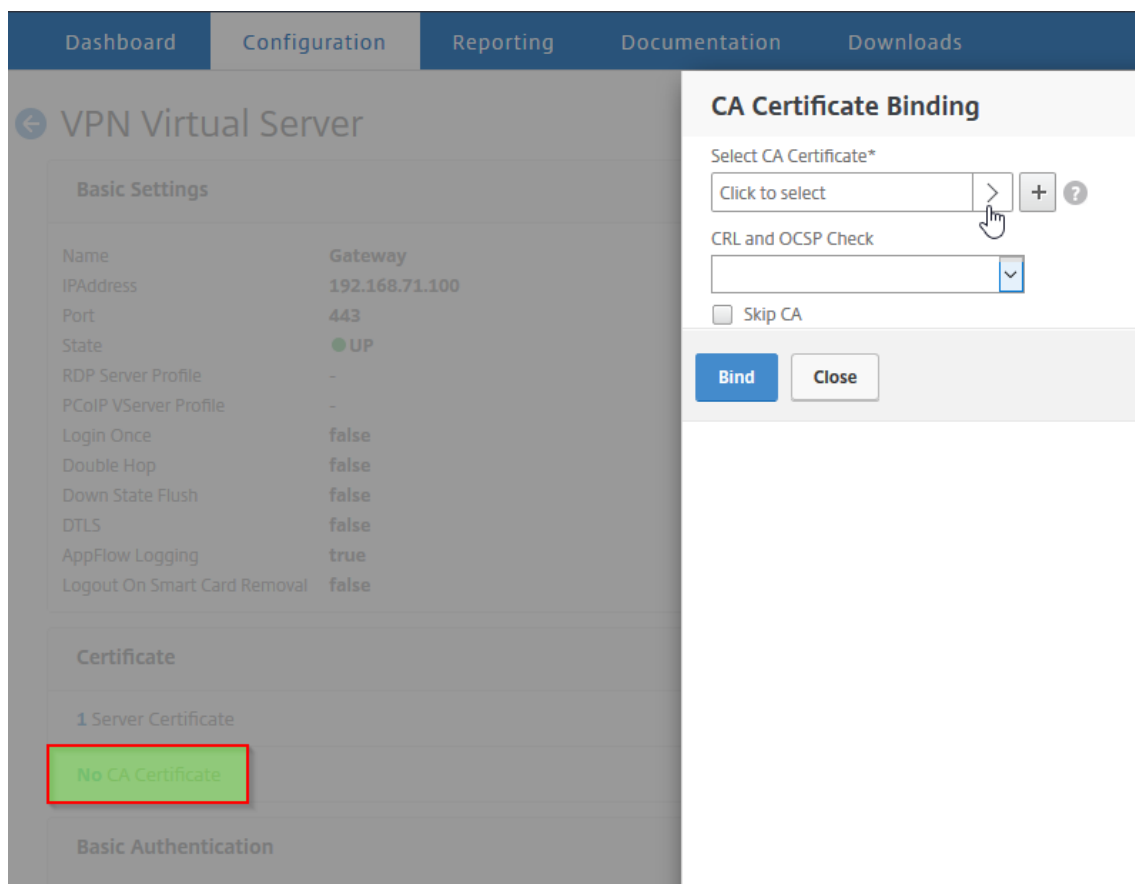 Dashboard Configuration Reporting Documentation Downloads
VPN Virtual Server
Basic Settings
Name Gateway
IPAddress 192.168.71.100
Port 443
State UP
RDP Server Profile -
PCoIP VServer Profile -
Login Once false
Double Hop false
Down State Flush false
DTLS false
AppFlow Logging true
Logout On Smart Card Removal false
Certificate
1 Server Certificate
No CA Certificate
Basic Authentication
CA Certificate Binding
Select CA Certificate*
Click to select > + ?
CRL and OCSP Check
Skip CA
Bind Close